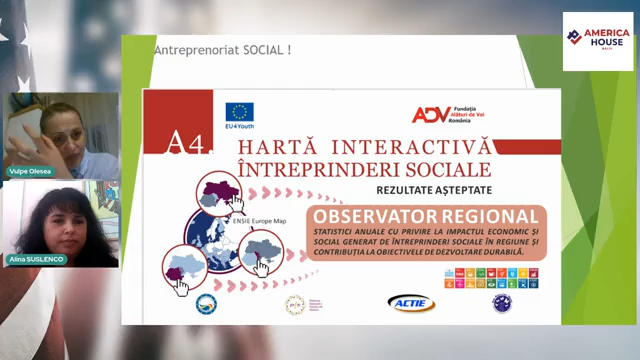 Antreprenoriat SOCIAL !
AMERICA
HOUSE
BĂLȚI
EU4Youth
ADV
Fundația
Alături de Voi
România
A4.
HARTĂ INTERACTIVĂ
ÎNTREPRINDERI SOCIALE
REZULTATE AȘTEPTATE
ENSIE Europe Map
OBSERVATOR REGIONAL
STATISTICI ANUALE CU PRIVIRE LA IMPACTUL ECONOMIC ȘI
SOCIAL GENERAT DE ÎNTREPRINDERI SOCIALE ÎN REGIUNE ȘI
CONTRIBUȚIA LA OBIECTIVELE DE DEZVOLTARE DURABILĂ.
Vulpe Olesea
Alina SUSLENCO
ACTIE